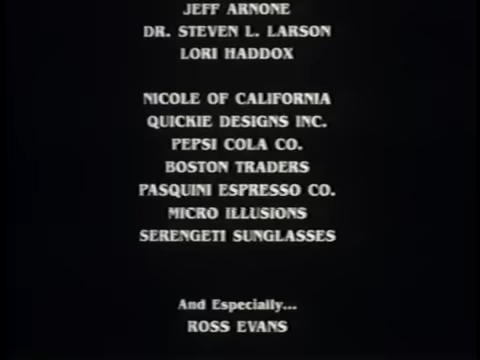 JEFF ARNONE
DR. STEVEN L. LARSON
LORI HADDOX
NICOLE OF CALIFORNIA
QUICKIE DESIGNS INC.
PEPSI COLA CO.
BOSTON TRADERS
PASQUINI ESPRESSO CO.
MICRO ILLUSIONS
SERENGETI SUNGLASSES
And Especially...
ROSS EVANS